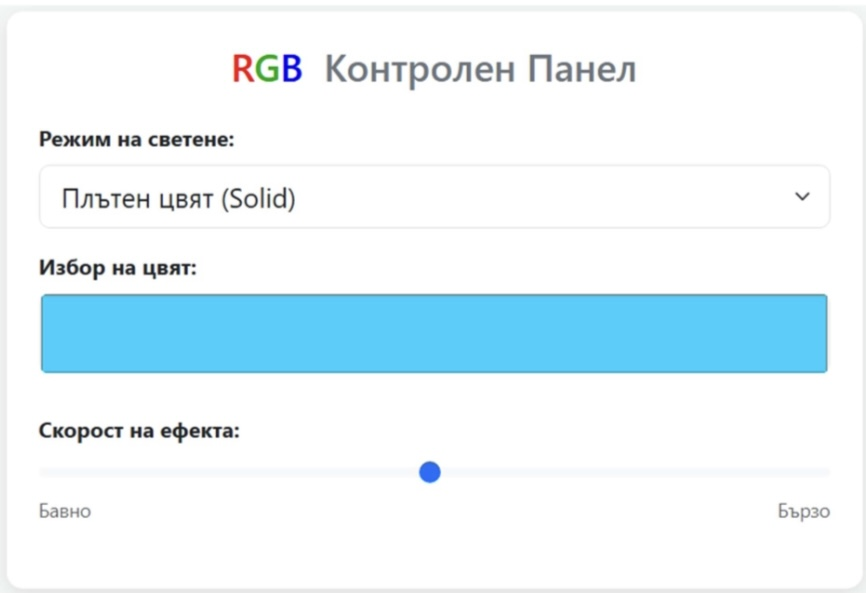 RGB Контролен Панел
Режим на светене:
Плътен цвят (Solid)
Избор на цвят:
Скорост на ефекта:
Бавно Бързо